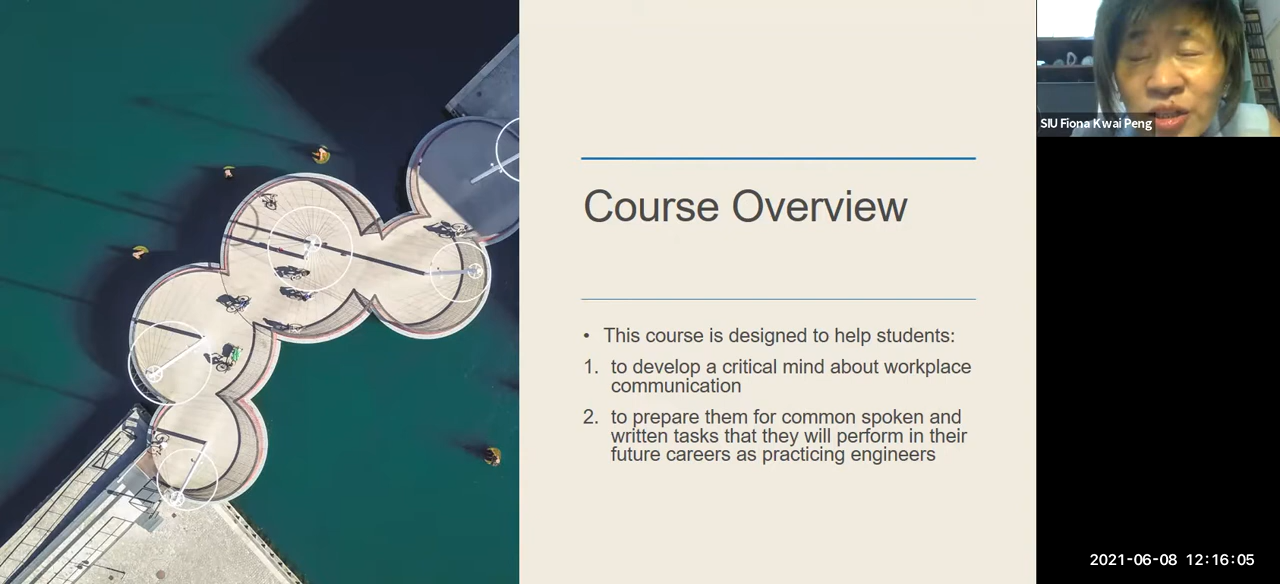 Course Overview
• This course is designed to help students:
1. to develop a critical mind about workplace
communication
2. to prepare them for common spoken and
written tasks that they will perform in their
future careers as practicing engineers
SIU Fiona Kwai Peng
2021-06-08 12:16:05